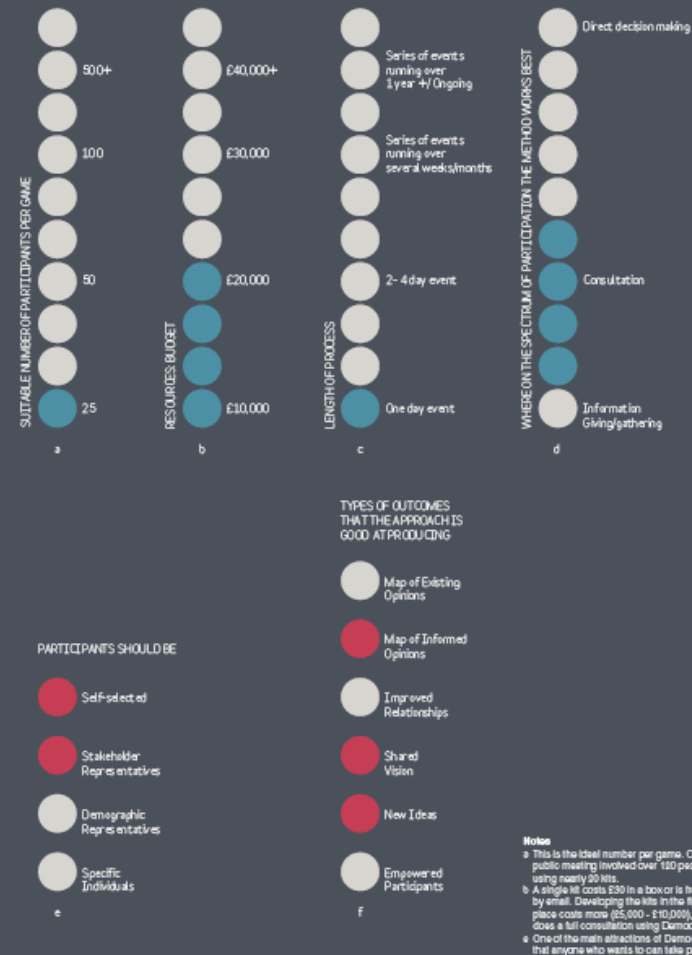 SUITABLE NUMBER OF PARTICIPANTS PER GAME
500+
100
50
25
a
RESOURCES: BUDGET
£40,000+
£30,000
£20,000
£10,000
b
LENGTH OF PROCESS
Series of events
running over
1 year +/ Ongoing
Series of events
running over
several weeks/months
2- 4 day event
One day event
c
WHERE ON THE SPECTRUM OF PARTICIPATION THE METHOD WORKS BEST
Direct decision making
Consultation
Information
Giving/gathering
d
PARTICIPANTS SHOULD BE
Self-selected
Stakeholder
Representatives
Demographic
Representatives
Specific
Individuals
e
TYPES OF OUTCOMES
THAT THE APPROACH IS
GOOD AT PRODUCING
Map of Existing
Opinions
Map of Informed
Opinions
Improved
Relationships
Shared
Vision
New Ideas
Empowered
Participants
f
Notes
a This is the ideal number per game.
public meeting involved over 120
using nearly 20 kits.
b A single kit costs £30 in a box or is
by email. Developing the kits in the
place costs more (£5,000 - £10,000),
does a full consultation using
e One of the main attractions of
that anyone who wants to can take